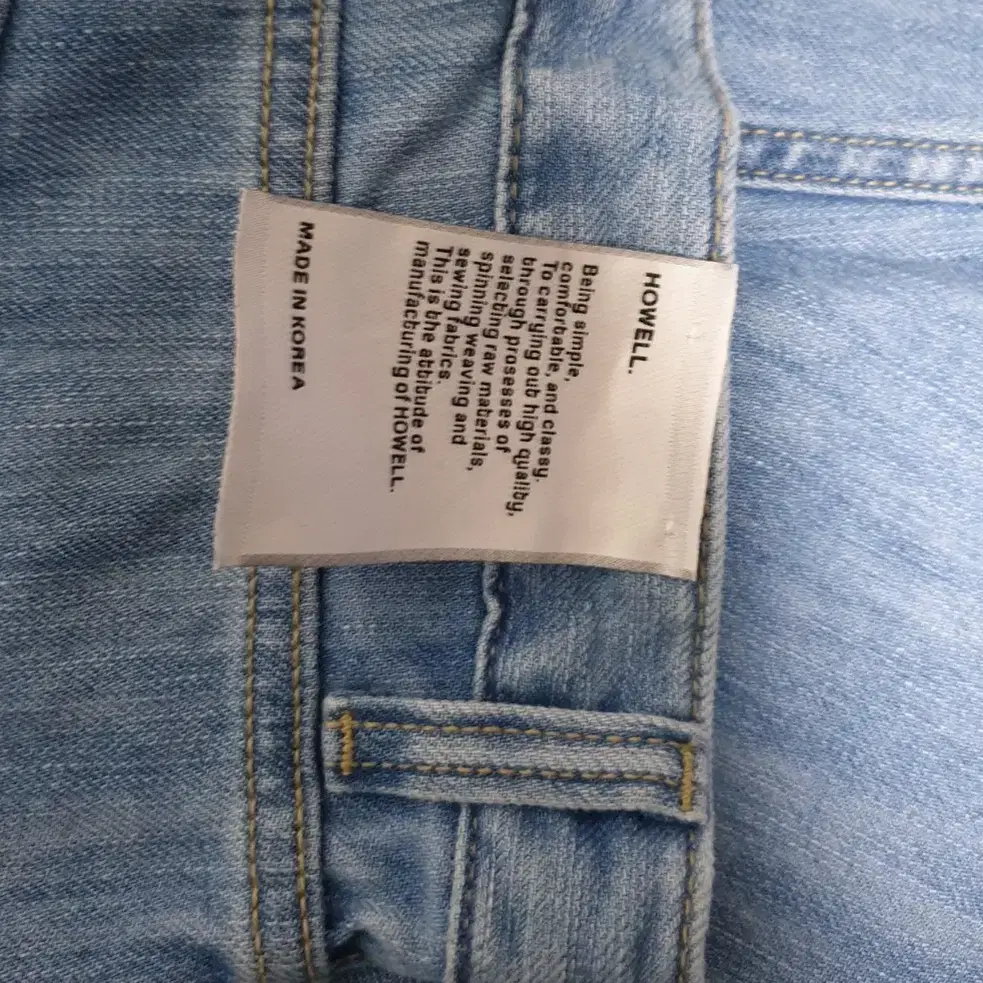 HOWELL.
Being simple,
comfortable, and classy.
To carrying out high quality,
through prosesses of
selecting raw materials,
spinning weaving and
sewing fabrics.
This is the attitude of
manufacturing of HOWELL.
MADE IN KOREA